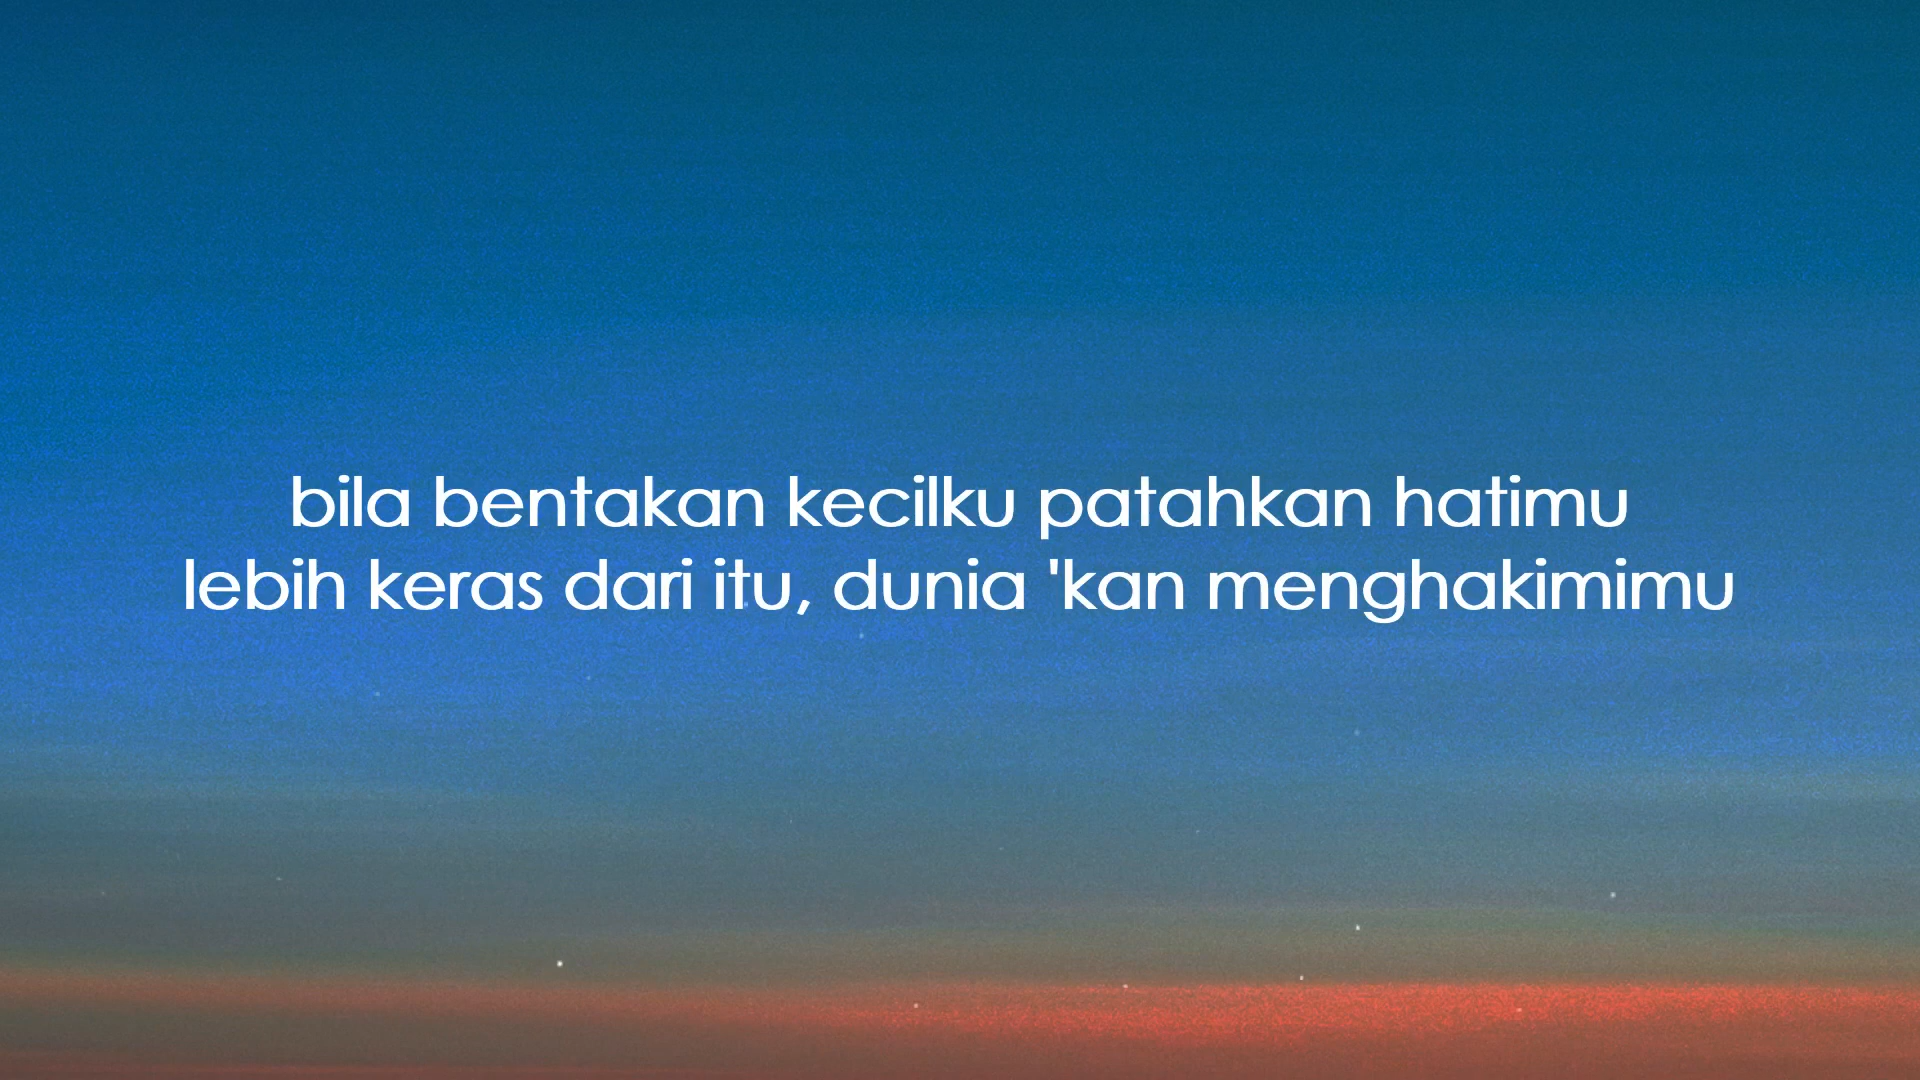 bila bentakan kecilku patahkan hatimu
lebih keras dari itu, dunia 'kan menghakimimu